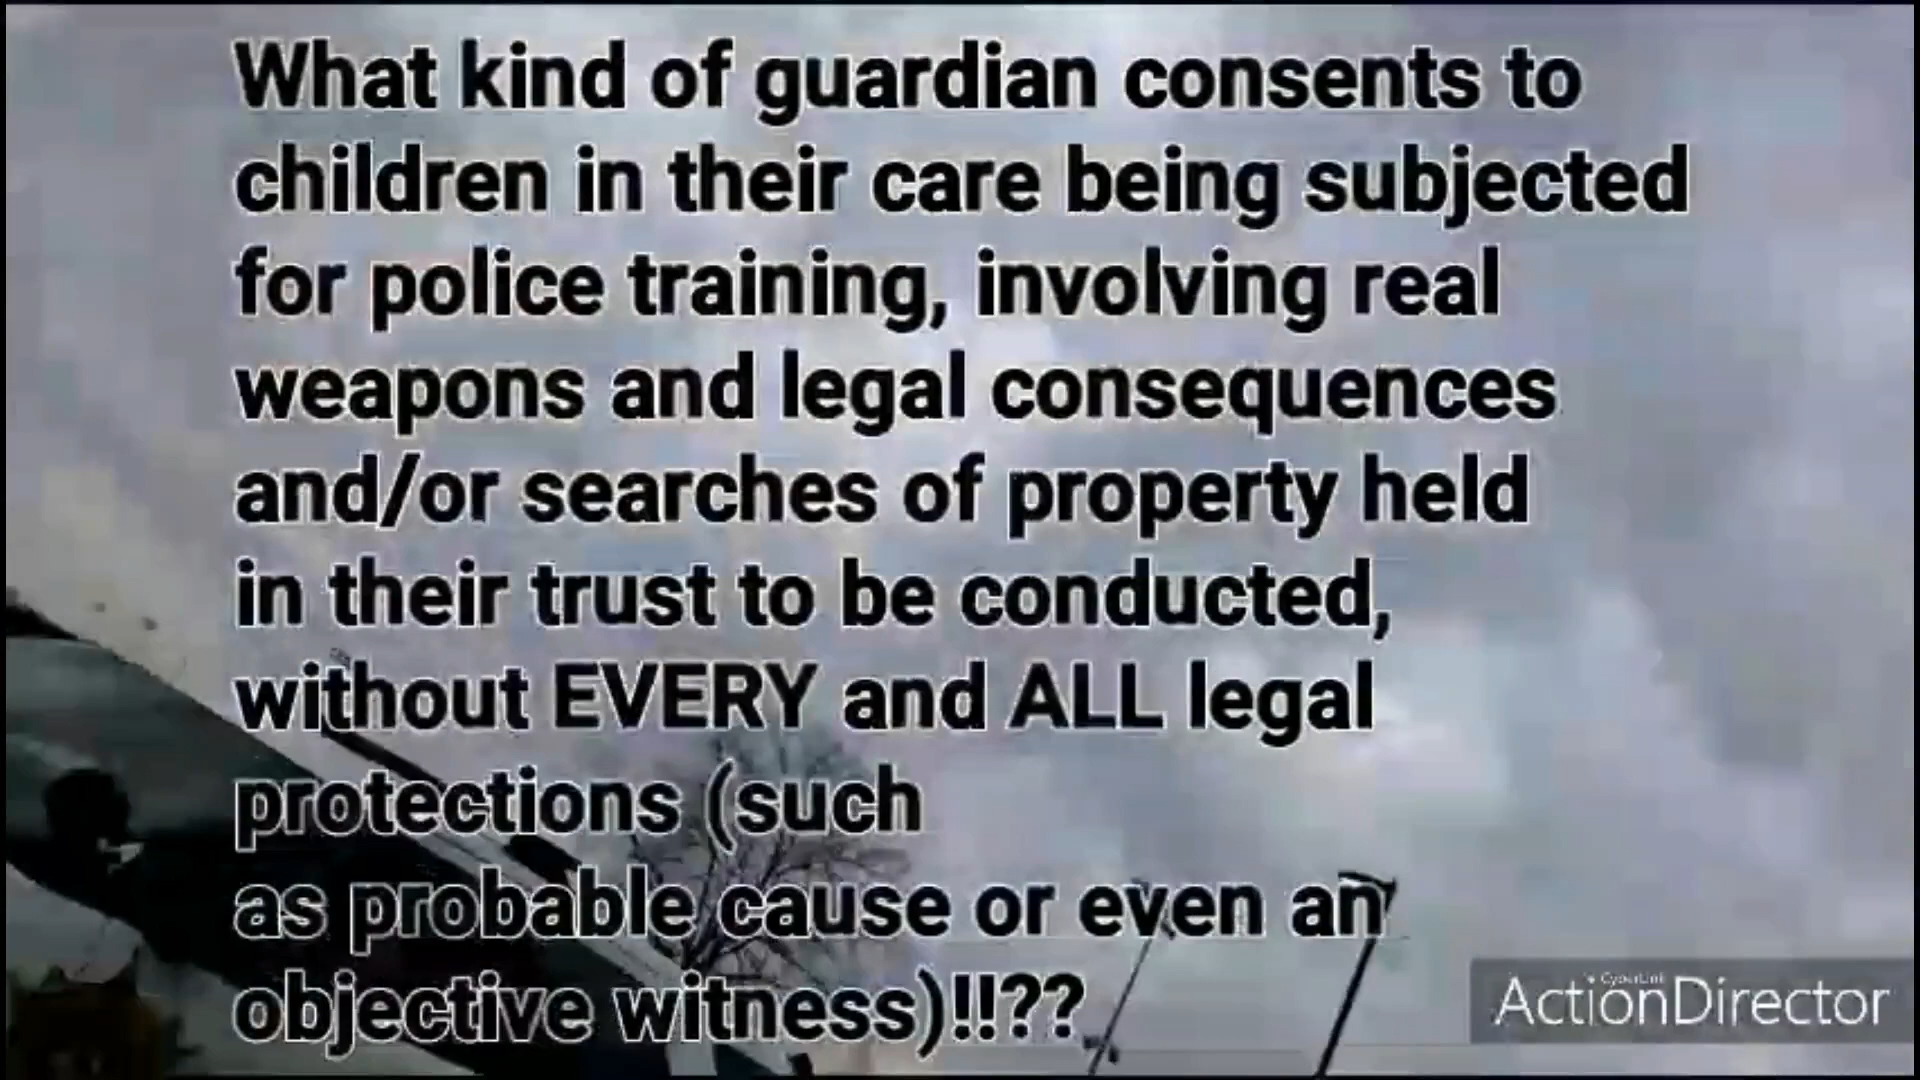 What kind of guardian consents to
children in their care being subjected
for police training, involving real
weapons and legal consequences
and/or searches of property held
in their trust to be conducted,
without EVERY and ALL legal
protections (such
as probable cause or even an
objective witness)!!??
CyberLink
ActionDirector